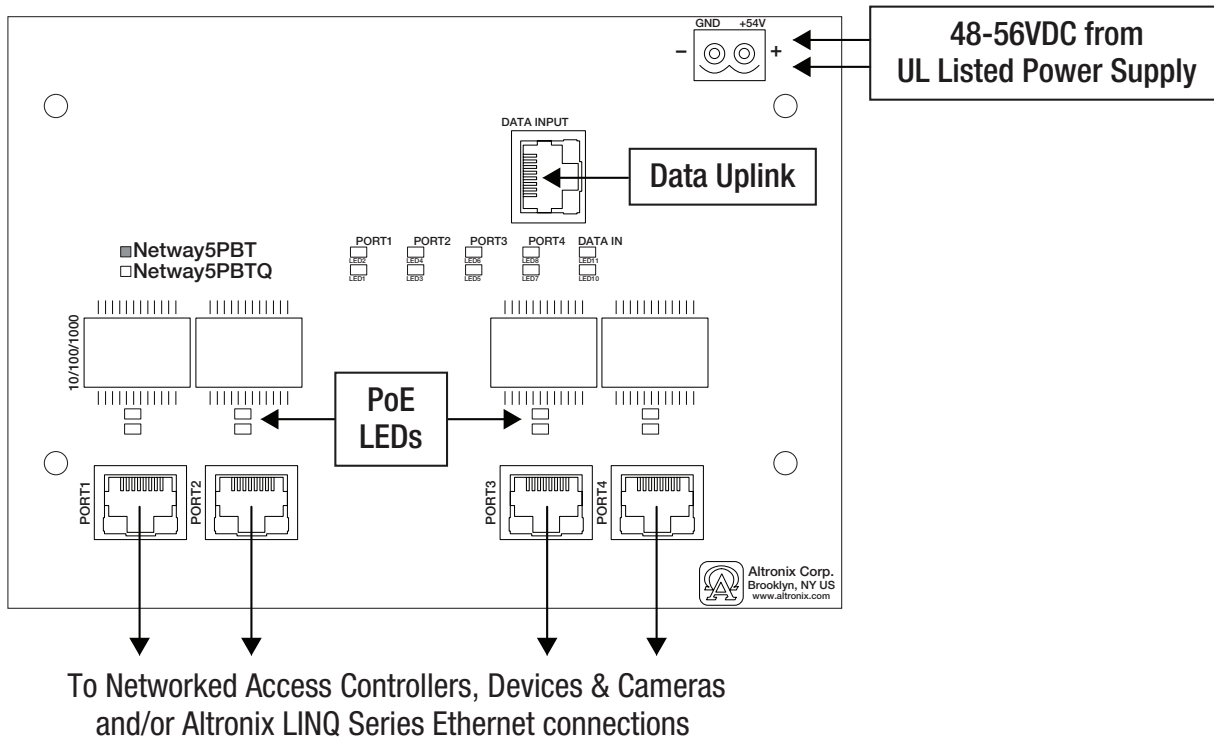 GND +54V
– +
48-56VDC from
UL Listed Power Supply
DATA INPUT
Data Uplink
PORT1 PORT2 PORT3 PORT4 DATA IN
LED2 LED4 LED6 LED8 LED11
LED1 LED3 LED5 LED7 LED10
Netway5PBT
Netway5PBTQ
10/100/1000
PoE
LEDs
PORT1
PORT2
PORT3
PORT4
Altronix Corp.
Brooklyn, NY US
www.altronix.com
To Networked Access Controllers, Devices & Cameras
and/or Altronix LINQ Series Ethernet connections